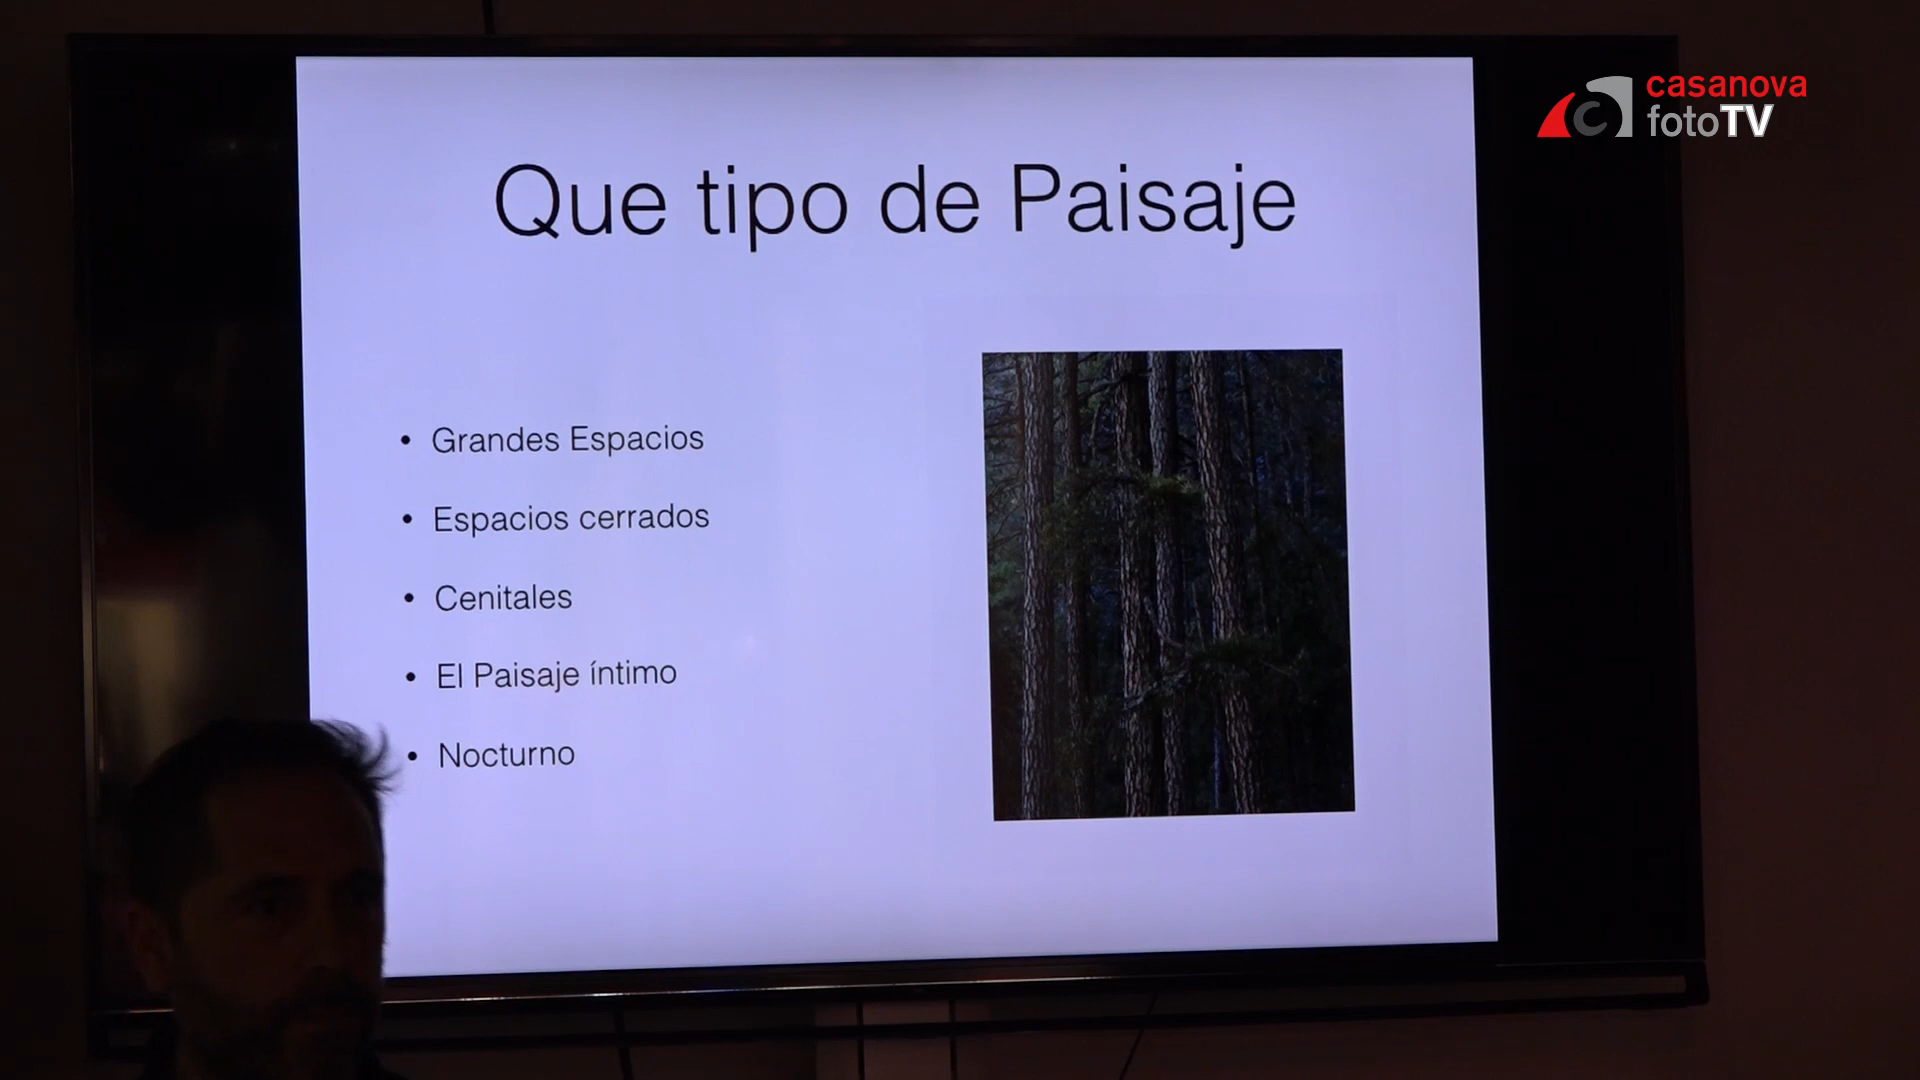 casanova
fotoTV
Que tipo de Paisaje
• Grandes Espacios
• Espacios cerrados
• Cenitales
• El Paisaje íntimo
• Nocturno